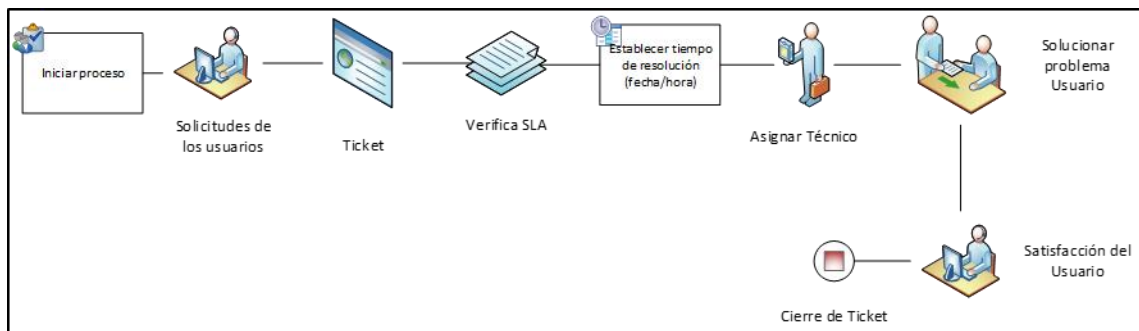 Iniciar proceso
Solicitudes de
los usuarios
Ticket
Verifica SLA
Establecer tiempo
de resolución
(fecha/hora)
Asignar Técnico
Solucionar
problema
Usuario
Satisfacción del
Usuario
Cierre de Ticket